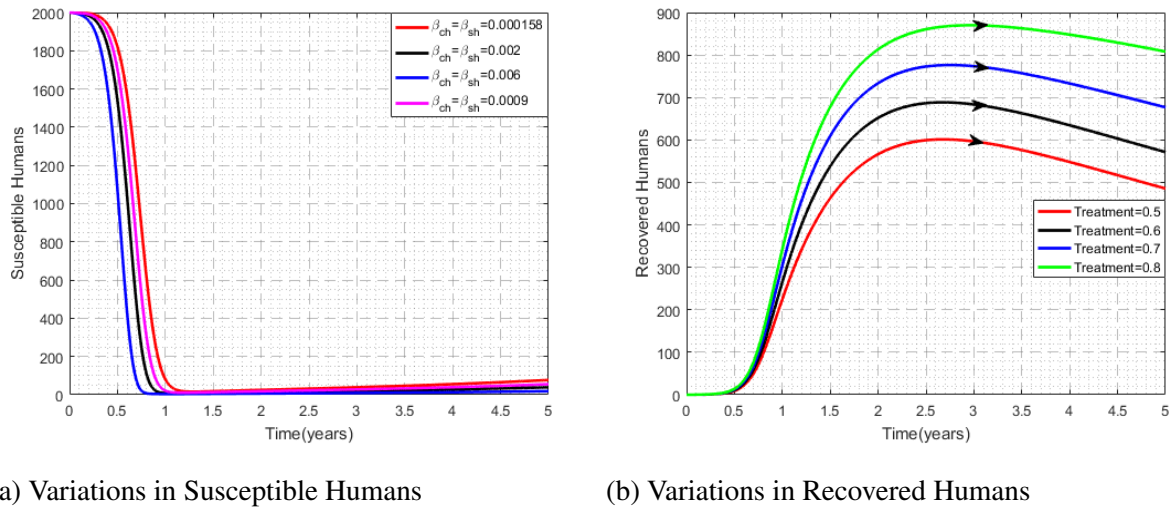 2000
1800
1600
1400
1200
1000
800
600
400
200
0
Susceptible Humans
β_ch=β_sh=0.000158
β_ch=β_sh=0.002
β_ch=β_sh=0.006
β_ch=β_sh=0.0009
0 0.5 1 1.5 2 2.5 3 3.5 4 4.5 5
Time(years)
900
800
700
600
500
400
300
200
100
0
Recovered Humans
Treatment=0.5
Treatment=0.6
Treatment=0.7
Treatment=0.8
0 0.5 1 1.5 2 2.5 3 3.5 4 4.5 5
Time(years)
a) Variations in Susceptible Humans
(b) Variations in Recovered Humans